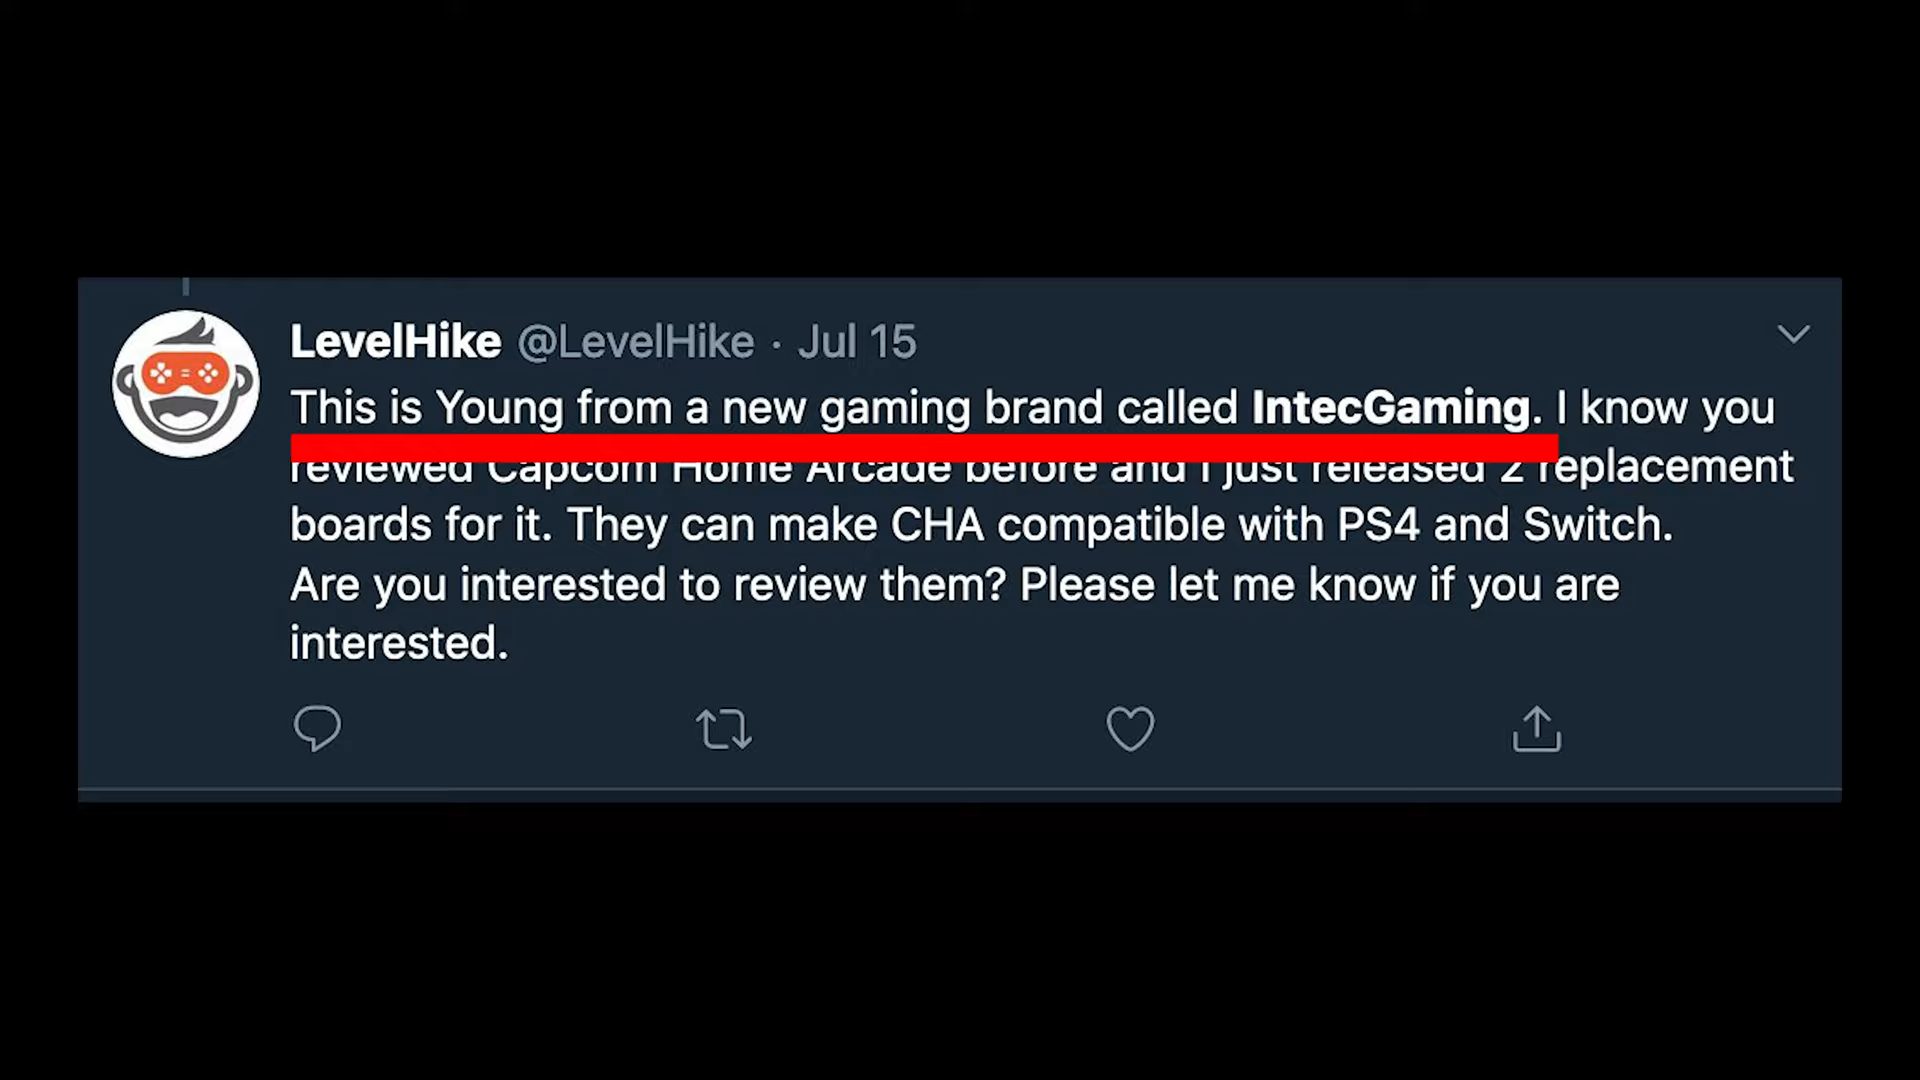 LevelHike @LevelHike · Jul 15
This is Young from a new gaming brand called IntecGaming. I know you
reviewed Capcom Home Arcade before and I just released 2 replacement
boards for it. They can make CHA compatible with PS4 and Switch.
Are you interested to review them? Please let me know if you are
interested.